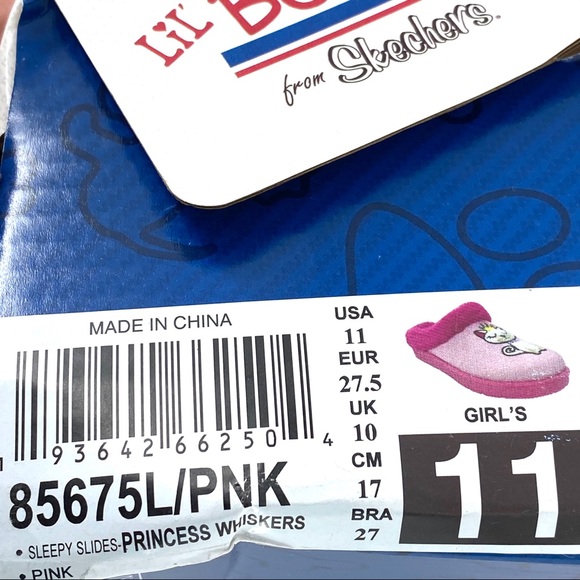 LiL'
from Skechers
MADE IN CHINA
1 93642 66250 4
85675L/PNK
• SLEEPY SLIDES-PRINCESS WHISKERS
• PINK
USA
11
EUR
27.5
UK
10
CM
17
BRA
27
GIRL'S
11